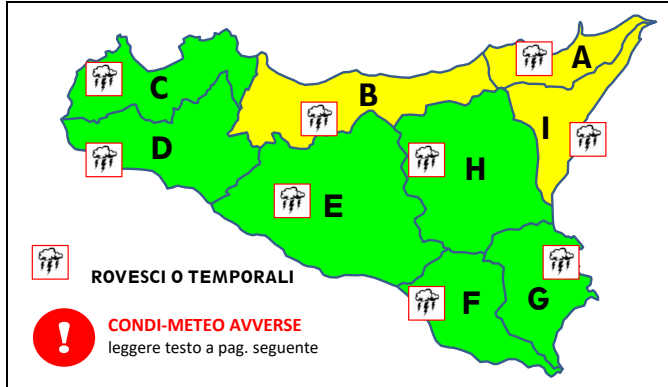 A
C
B
I
D
H
E
F
G
ROVESCI O TEMPORALI
! CONDI-METEO AVVERSE
leggere testo a pag. seguente